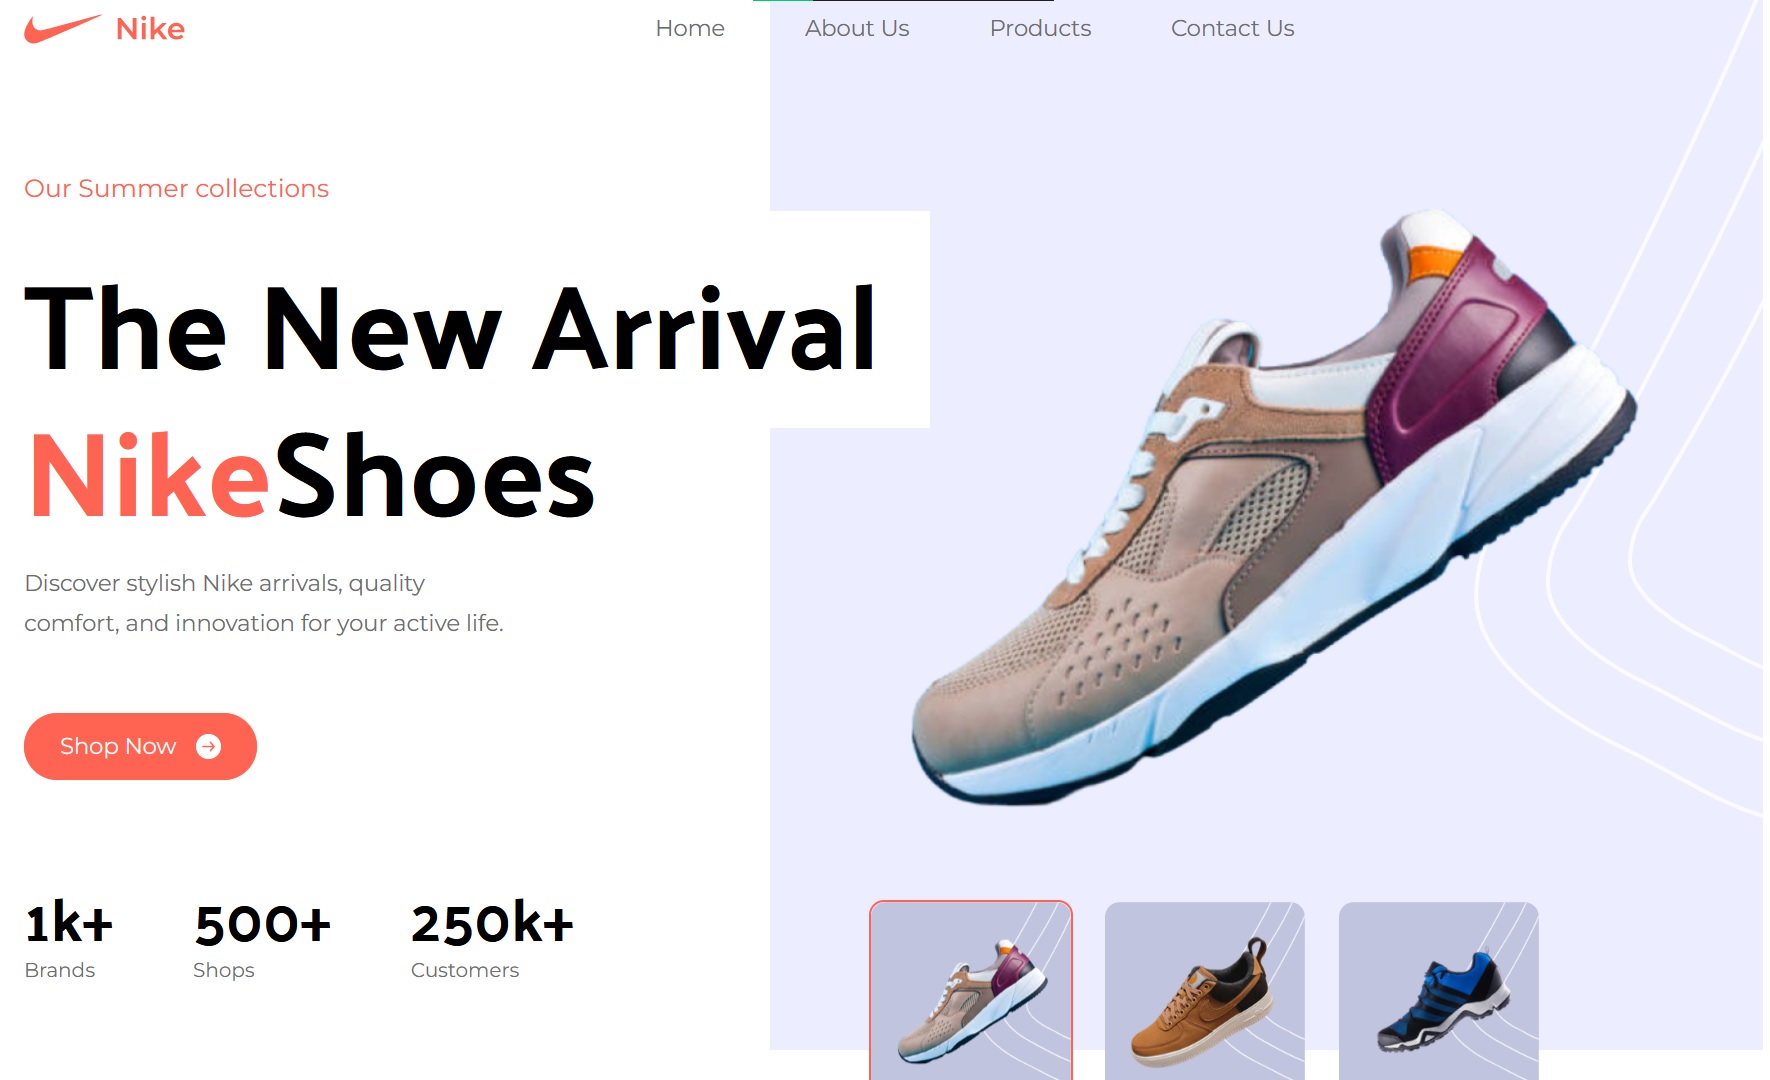 Nike
Home
About Us
Products
Contact Us
Our Summer collections
The New Arrival
NikeShoes
Discover stylish Nike arrivals, quality
comfort, and innovation for your active life.
Shop Now
1k+
500+
250k+
Brands
Shops
Customers